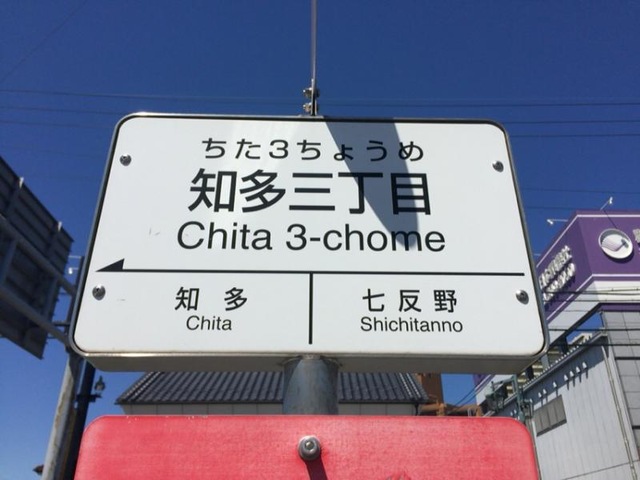 ちた3ちょうめ
知多三丁目
Chita 3-chome
知多
Chita
七反野
Shichitanno